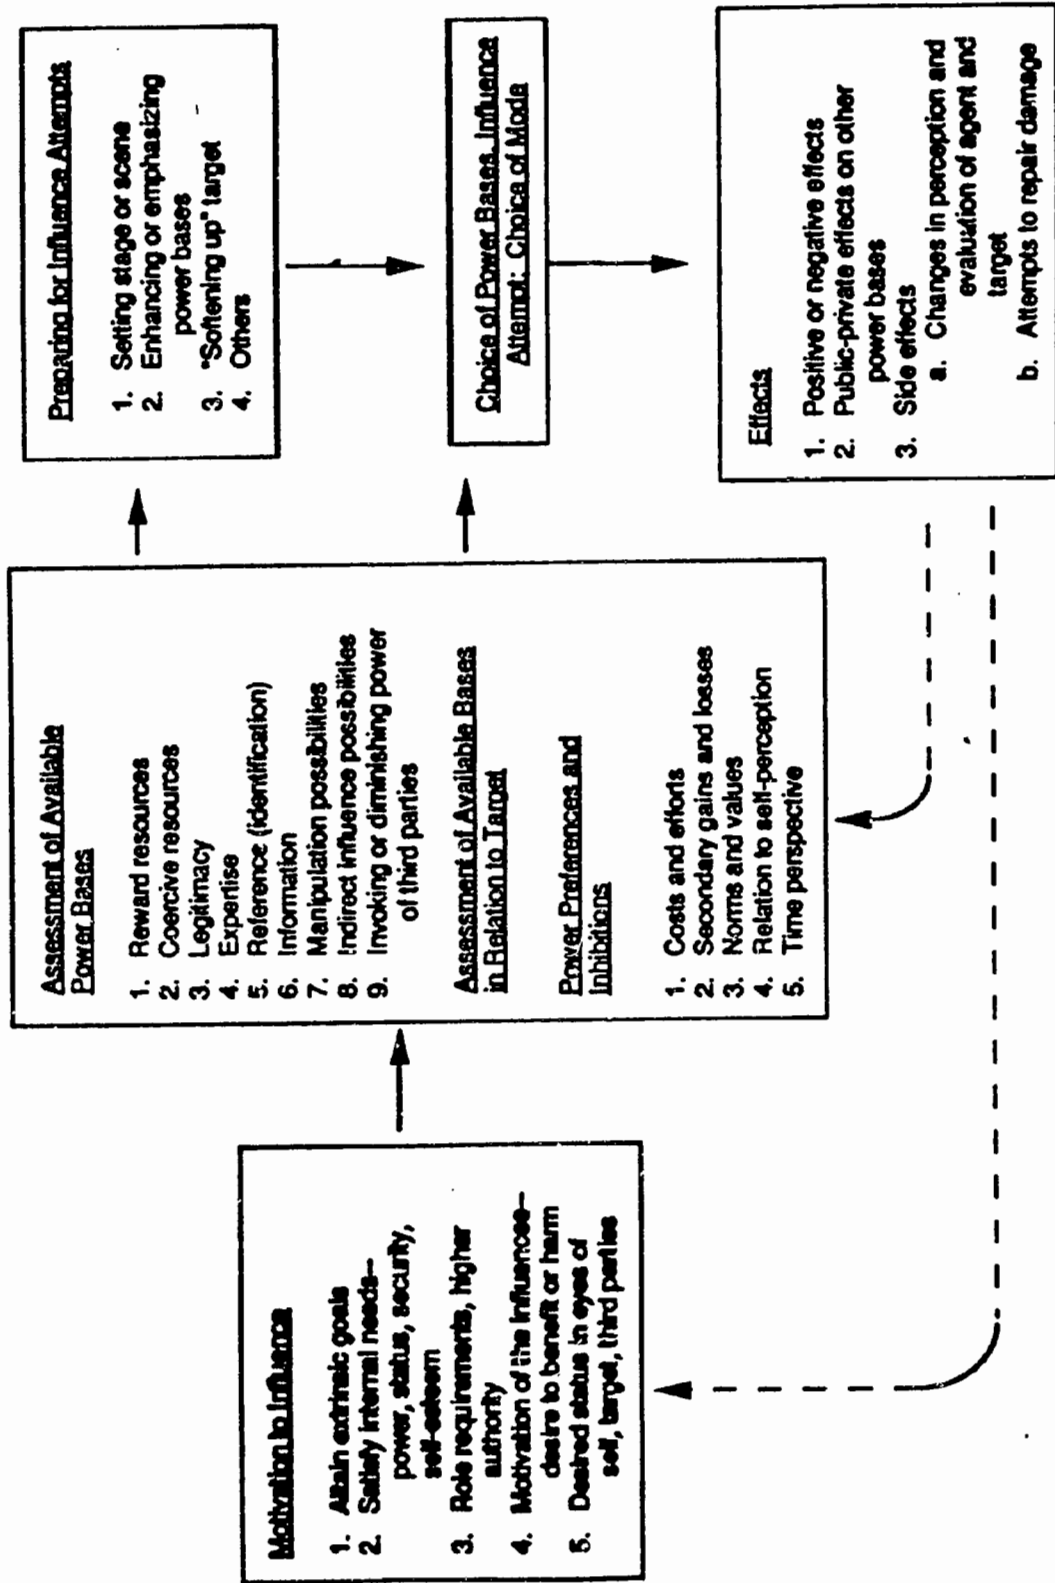 Motivation to Influence
1. Attain extrinsic goals
2. Satisfy internal needs--
power, status, security,
self-esteem
3. Role requirements, higher
authority
4. Motivation of the influences--
desire to benefit or harm
5. Desired status in eyes of
self, target, third parties
Assessment of Available
Power Bases
1. Reward resources
2. Coercive resources
3. Legitimacy
4. Expertise
5. Reference (identification)
6. Information
7. Manipulation possibilities
8. Indirect influence possibilities
9. Invoking or diminishing power
of third parties
Assessment of Available Bases
in Relation to Target
Power Preferences and
Inhibitions
1. Costs and efforts
2. Secondary gains and losses
3. Norms and values
4. Relation to self-perception
5. Time perspective
Preparing for Influence Attempts
1. Setting stage or scene
2. Enhancing or emphasizing
power bases
3. "Softening up" target
4. Others
Choice of Power Bases, Influence
Attempt: Choice of Mode
Effects
1. Positive or negative effects
2. Public-private effects on other
power bases
3. Side effects
a. Changes in perception and
evaluation of agent and
target
b. Attempts to repair damage